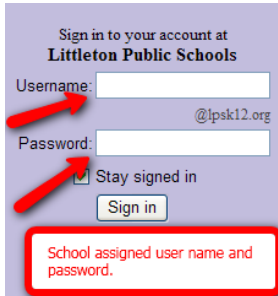 Sign in to your account at
Littleton Public Schools
Username:
@lpsk12.org
Password:
Stay signed in
Sign in
School assigned user name and
password.